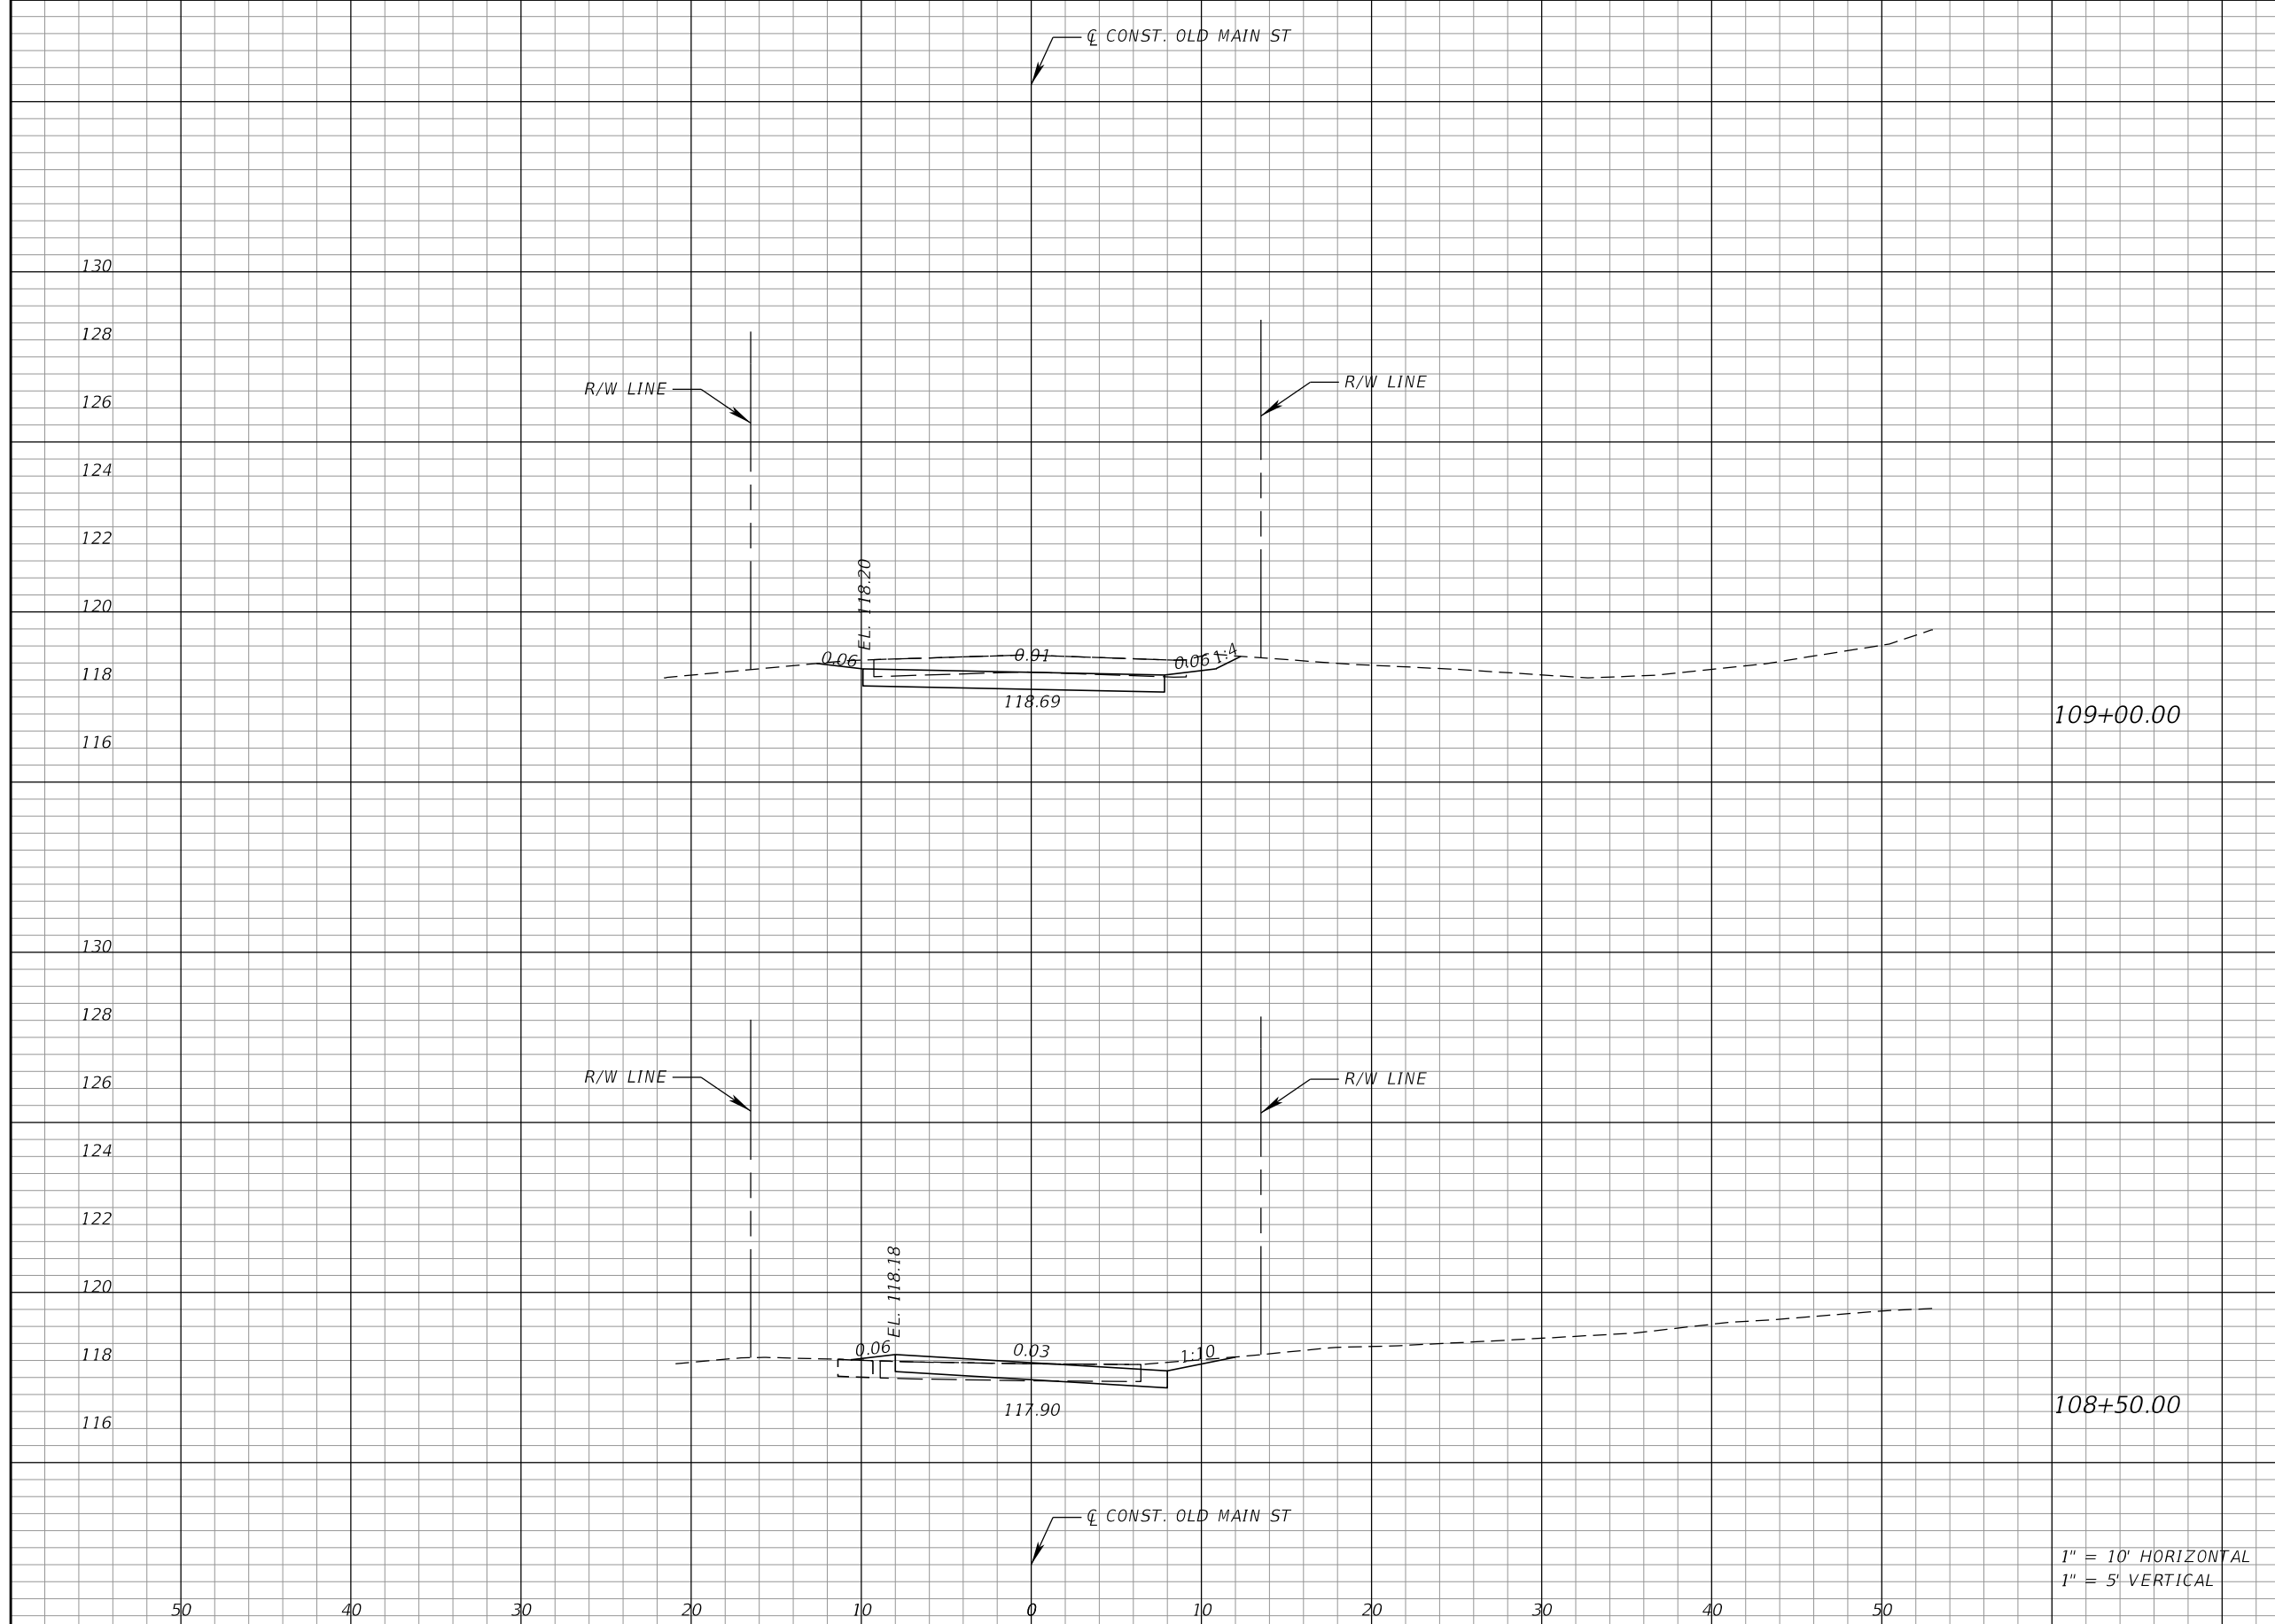 ℄ CONST. OLD MAIN ST
130
128
R/W LINE
R/W LINE
126
124
122
120
EL. 118.20
0.06
0.01
0.06
1:4
118
118.69
109+00.00
116
130
128
R/W LINE
R/W LINE
126
124
122
120
EL. 118.18
0.06
0.03
1:10
118
117.90
108+50.00
116
℄ CONST. OLD MAIN ST
1" = 10' HORIZONTAL
1" = 5' VERTICAL
50 40 30 20 10 0 10 20 30 40 50